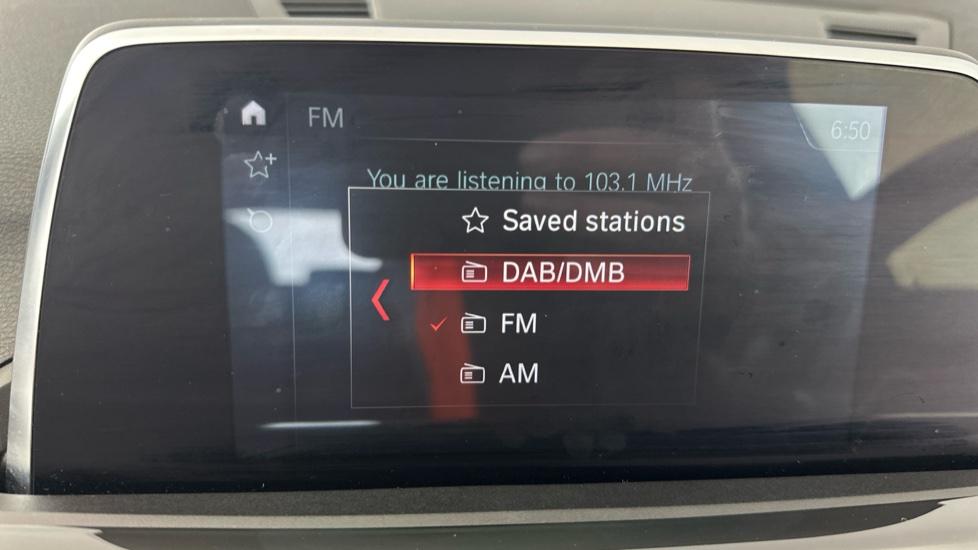 FM
6:50
You are listening to 103.1 MHz
Saved stations
DAB/DMB
FM
AM